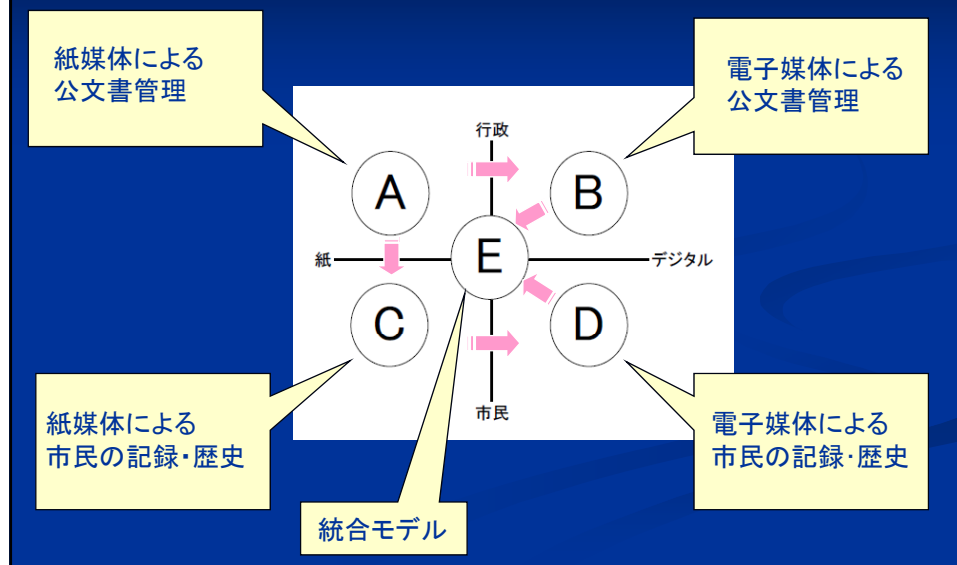 紙媒体による
公文書管理
電子媒体による
公文書管理
行政
A
B
紙
E
デジタル
C
D
市民
紙媒体による
市民の記録・歴史
電子媒体による
市民の記録・歴史
統合モデル